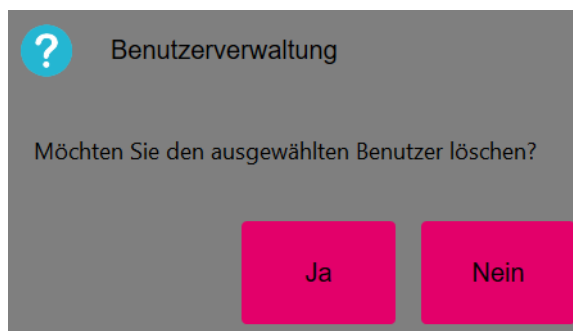 ?
Benutzerverwaltung
Möchten Sie den ausgewählten Benutzer löschen?
Ja
Nein